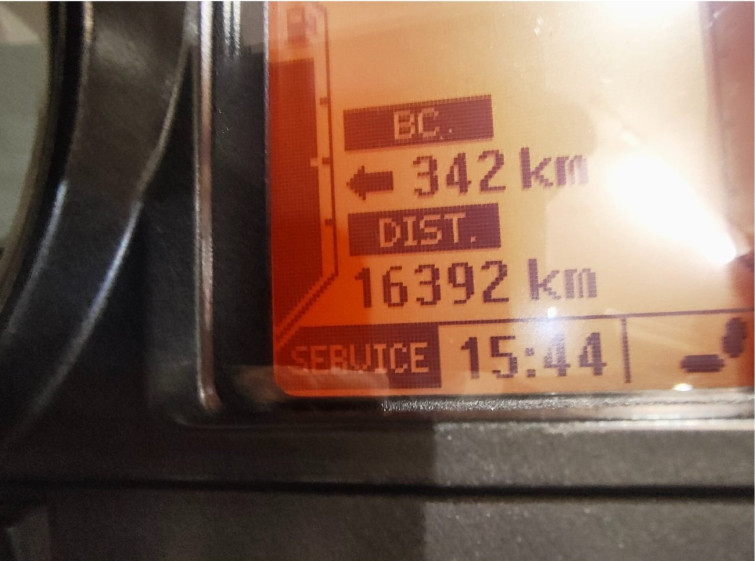 BC.
342 km
DIST.
16392 km
SERVICE 15:44